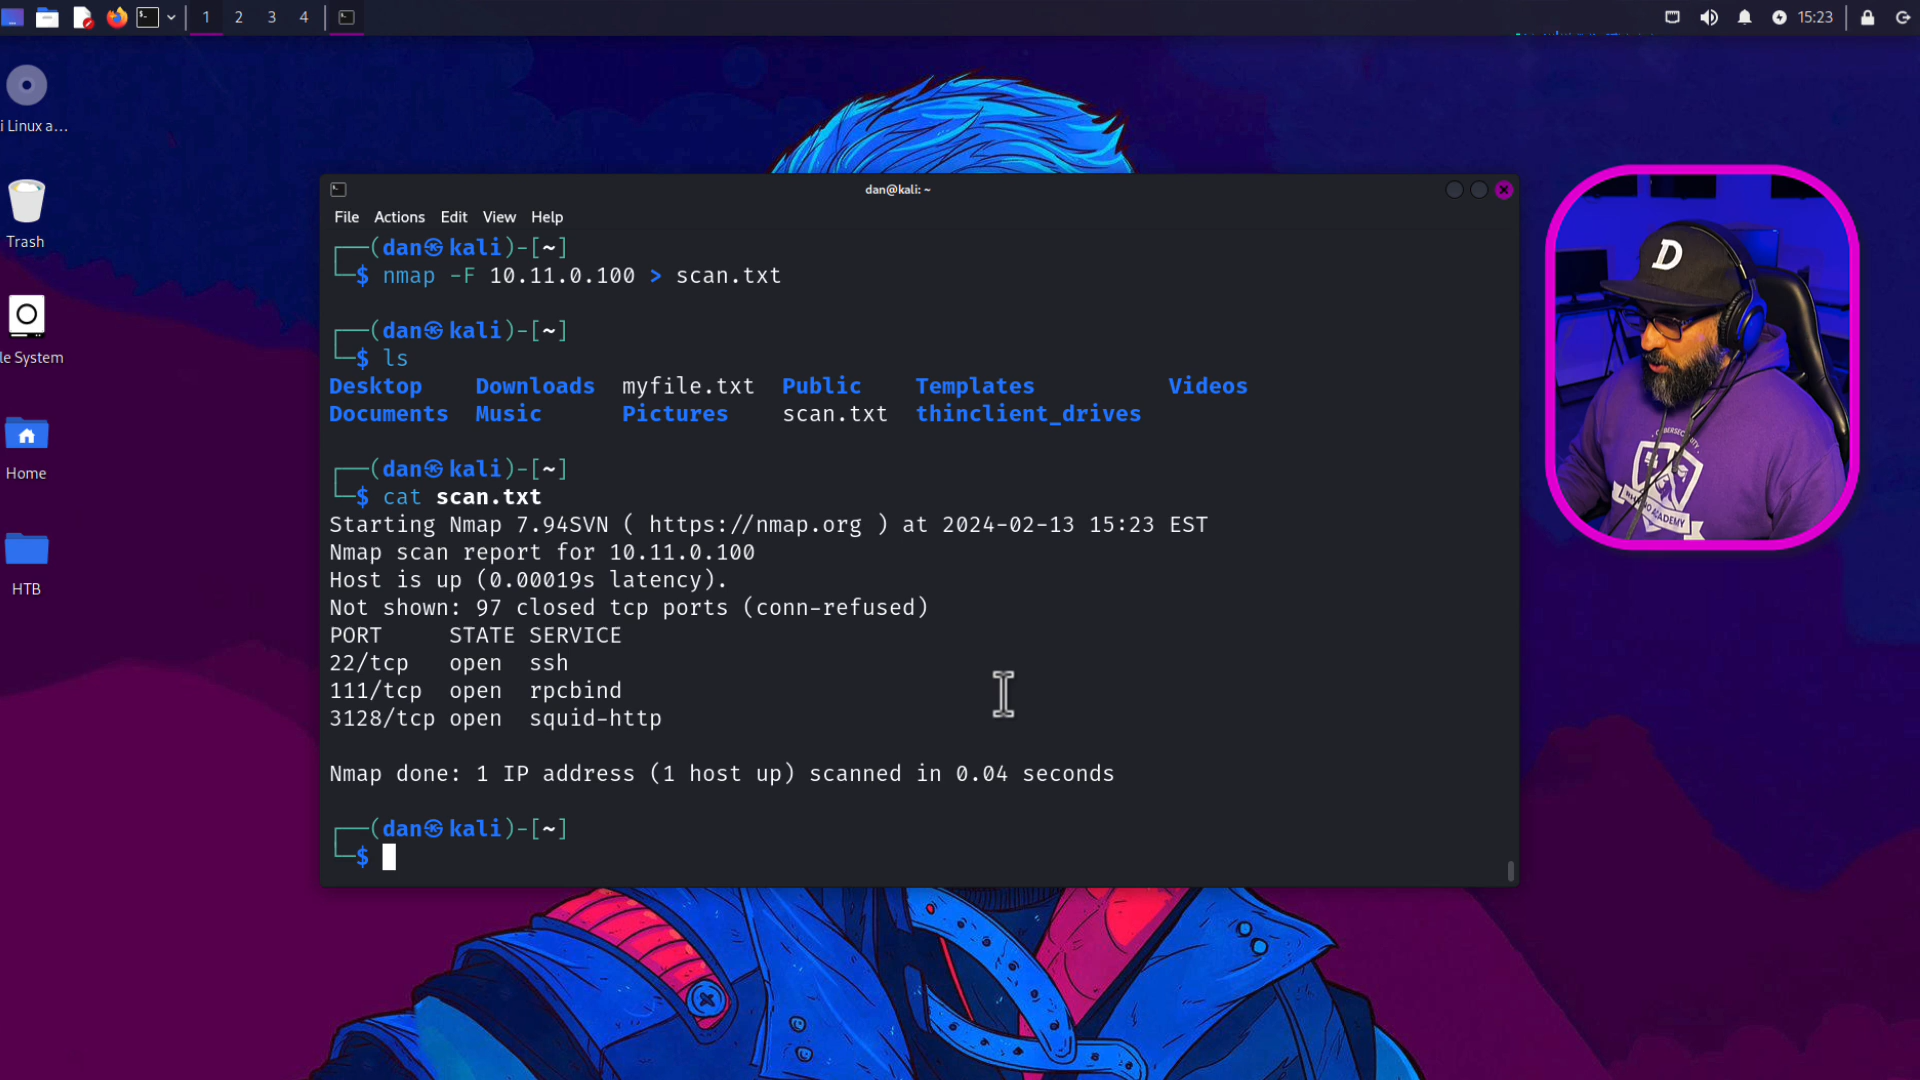 1 2 3 4 15:23
i Linux a...
Trash
le System
Home
HTB
dan@kali: ~
File Actions Edit View Help
┌──(dan㉿kali)-[~]
└─$ nmap -F 10.11.0.100 > scan.txt
┌──(dan㉿kali)-[~]
└─$ ls
Desktop Downloads myfile.txt Public Templates Videos
Documents Music Pictures scan.txt thinclient_drives
┌──(dan㉿kali)-[~]
└─$ cat scan.txt
Starting Nmap 7.94SVN ( https://nmap.org ) at 2024-02-13 15:23 EST
Nmap scan report for 10.11.0.100
Host is up (0.00019s latency).
Not shown: 97 closed tcp ports (conn-refused)
PORT STATE SERVICE
22/tcp open ssh
111/tcp open rpcbind
3128/tcp open squid-http
Nmap done: 1 IP address (1 host up) scanned in 0.04 seconds
┌──(dan㉿kali)-[~]
└─$
D
CYBERSECURITY
ACADEMY